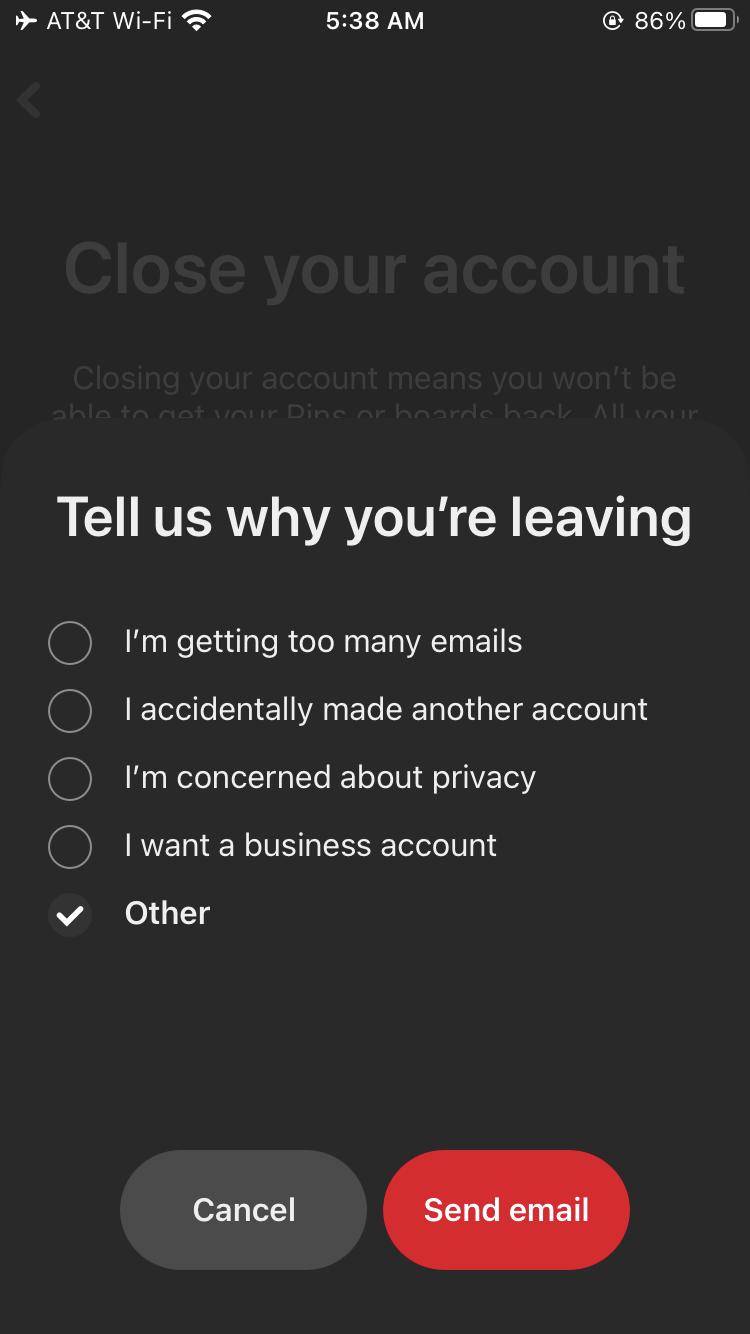 AT&T Wi-Fi 5:38 AM 86%
Close your account
Closing your account means you won’t be
able to get your Pins or boards back. All your
Tell us why you’re leaving
I’m getting too many emails
I accidentally made another account
I’m concerned about privacy
I want a business account
Other
Cancel Send email